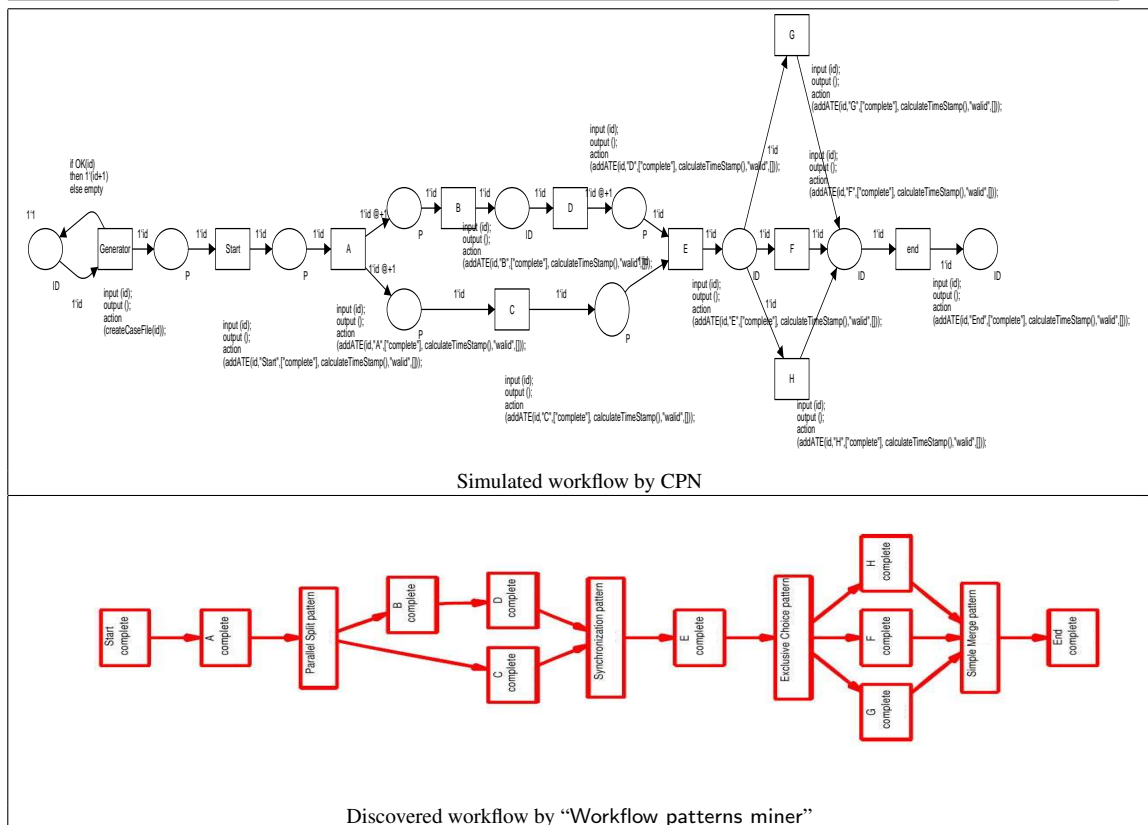 G
input (id);
output ();
action
(addATE(id,"G",["complete"], calculateTimeStamp(),"walid",[]));
if OK(id)
then 1'(id+1)
else empty
1'1
ID
1'id
Generator
1'id
input (id);
output ();
action
(createCaseFile(id));
P
1'id
Start
1'id
input (id);
output ();
action
(addATE(id,"Start",["complete"], calculateTimeStamp(),"walid",[]));
P
1'id
A
1'id @+1
1'id @+1
input (id);
output ();
action
(addATE(id,"A",["complete"], calculateTimeStamp(),"walid",[]));
P
1'id
B
1'id
input (id);
output ();
action
(addATE(id,"B",["complete"], calculateTimeStamp(),"walid",[]));
ID
1'id
D
1'id @+1
input (id);
output ();
action
(addATE(id,"D",["complete"], calculateTimeStamp(),"walid",[]));
P
1'id
P
1'id
C
1'id
input (id);
output ();
action
(addATE(id,"C",["complete"], calculateTimeStamp(),"walid",[]));
P
1'id
E
1'id
input (id);
output ();
action
(addATE(id,"E",["complete"], calculateTimeStamp(),"walid",[]));
ID
1'id
1'id
F
1'id
input (id);
output ();
action
(addATE(id,"F",["complete"], calculateTimeStamp(),"walid",[]));
1'id
H
input (id);
output ();
action
(addATE(id,"H",["complete"], calculateTimeStamp(),"walid",[]));
ID
1'id
end
1'id
input (id);
output ();
action
(addATE(id,"End",["complete"], calculateTimeStamp(),"walid",[]));
ID
Simulated workflow by CPN
Start
complete
A
complete
Parallel Split pattern
B
complete
D
complete
C
complete
Synchronization pattern
E
complete
Exclusive Choice pattern
H
complete
F
complete
G
complete
Simple Merge pattern
End
complete
Discovered workflow by “Workflow patterns miner”